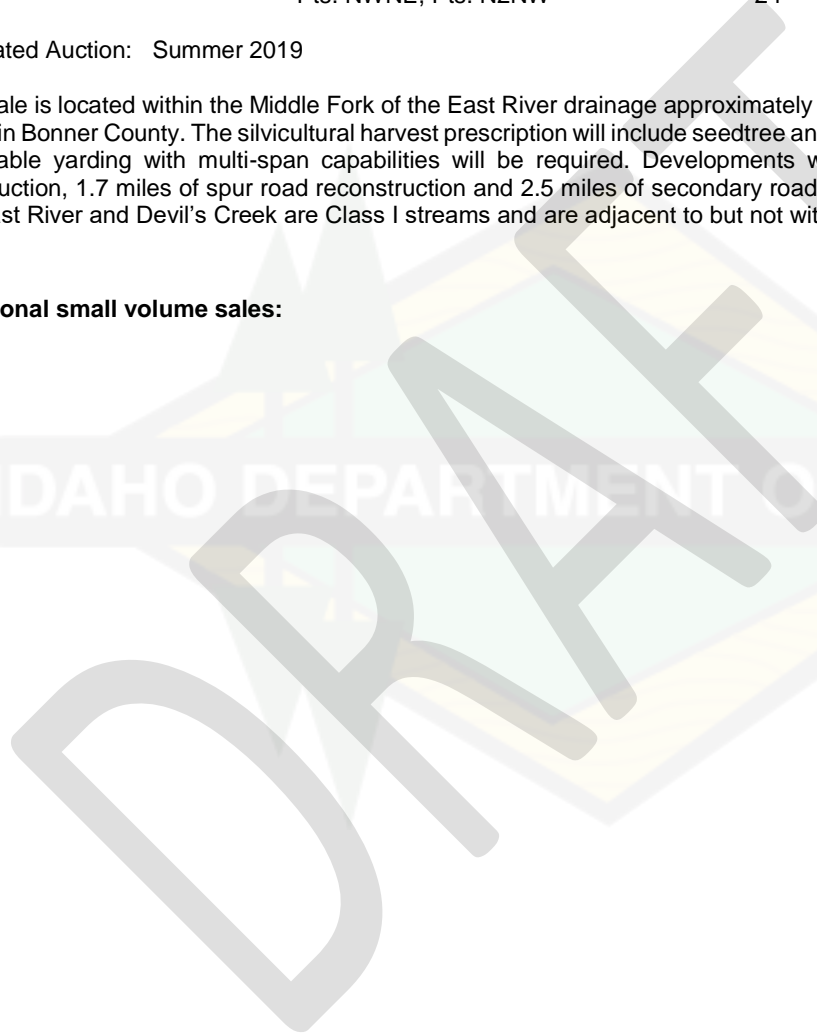 Pts. NWNE, Pts. N2NW 24
ated Auction: Summer 2019
ale is located within the Middle Fork of the East River drainage approximately
in Bonner County. The silvicultural harvest prescription will include seedtree an
able yarding with multi-span capabilities will be required. Developments w
uction, 1.7 miles of spur road reconstruction and 2.5 miles of secondary road
ast River and Devil's Creek are Class I streams and are adjacent to but not wit
onal small volume sales:
IDAHO DEPARTMENT O
DRAFT